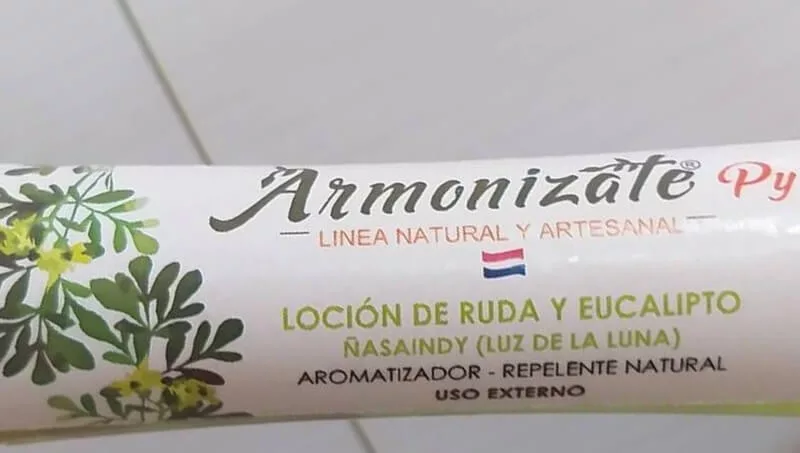 Armonizate® Py
LINEA NATURAL Y ARTESANAL
LOCIÓN DE RUDA Y EUCALIPTO
ÑASAINDY (LUZ DE LA LUNA)
AROMATIZADOR - REPELENTE NATURAL
USO EXTERNO